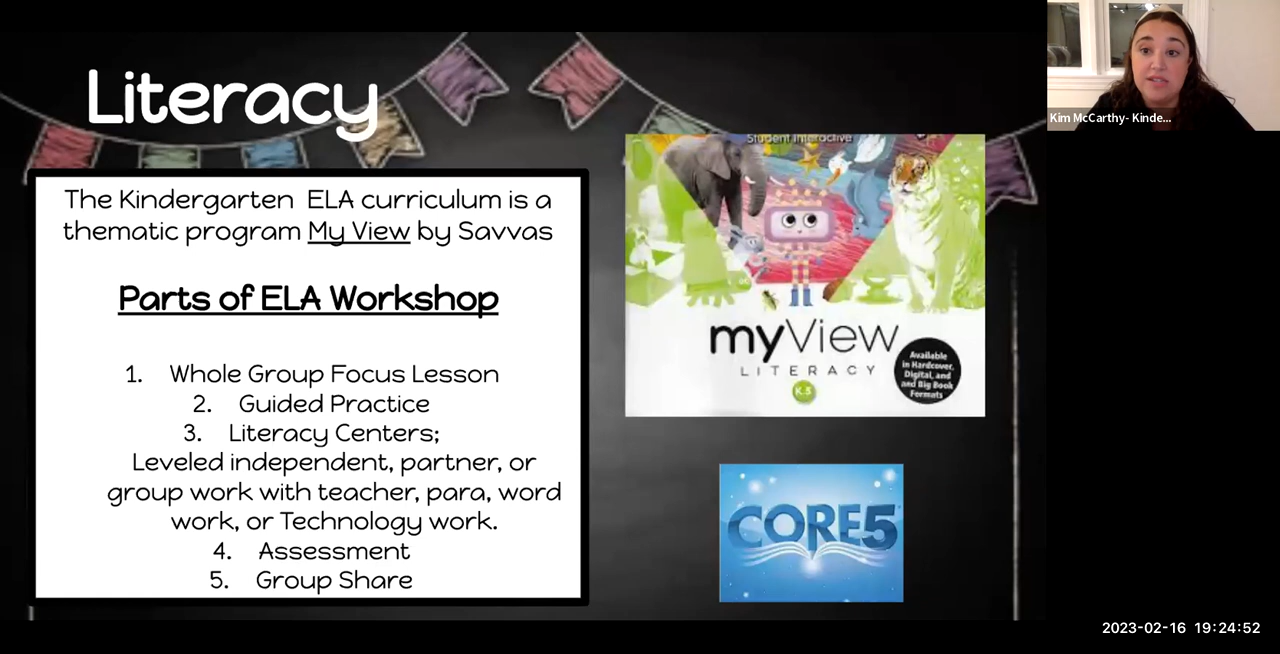 Literacy
The Kindergarten ELA curriculum is a
thematic program My View by Savvas
Parts of ELA Workshop
1. Whole Group Focus Lesson
2. Guided Practice
3. Literacy Centers;
Leveled independent, partner, or
group work with teacher, para, word
work, or Technology work.
4. Assessment
5. Group Share
Student Interactive
myView
LITERACY
K.3
Available
in Hardcover,
Digital, and
and Big Book
Formats
CORE5
Kim McCarthy- Kinde...
2023-02-16 19:24:52